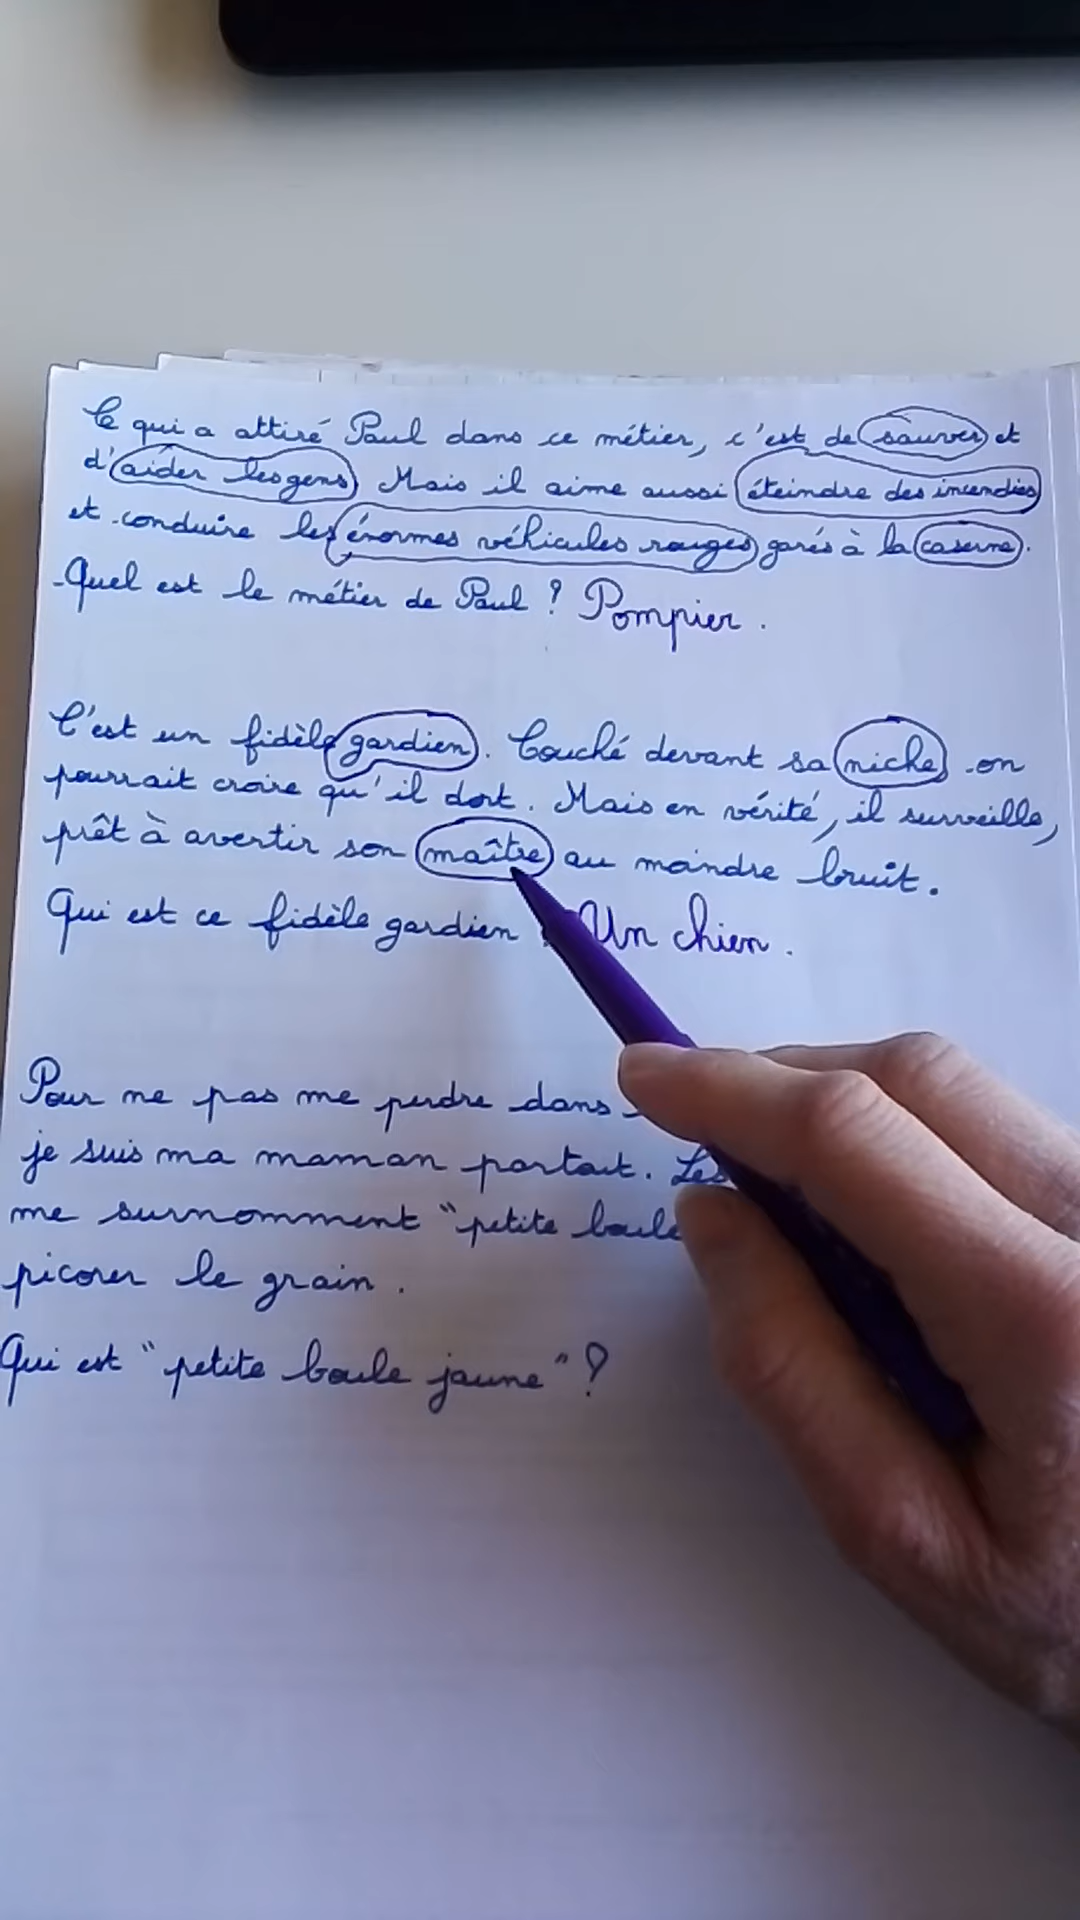 Ce qui a attiré Paul dans ce métier, c'est de sauver et
d'aider les gens. Mais il aime aussi éteindre des incendies
et conduire les énormes véhicules rouges garés à la caserne.
-Quel est le métier de Paul ? Pompier.
C'est un fidèle gardien. Couché devant sa niche, on
pourrait croire qu'il dort. Mais en vérité, il surveille,
prêt à avertir son maître au moindre bruit.
Qui est ce fidèle gardien Un chien.
Pour ne pas me perdre dans
je suis ma maman partout. Les
me surnomment "petite boule
picorer le grain.
Qui est "petite boule jaune" ?